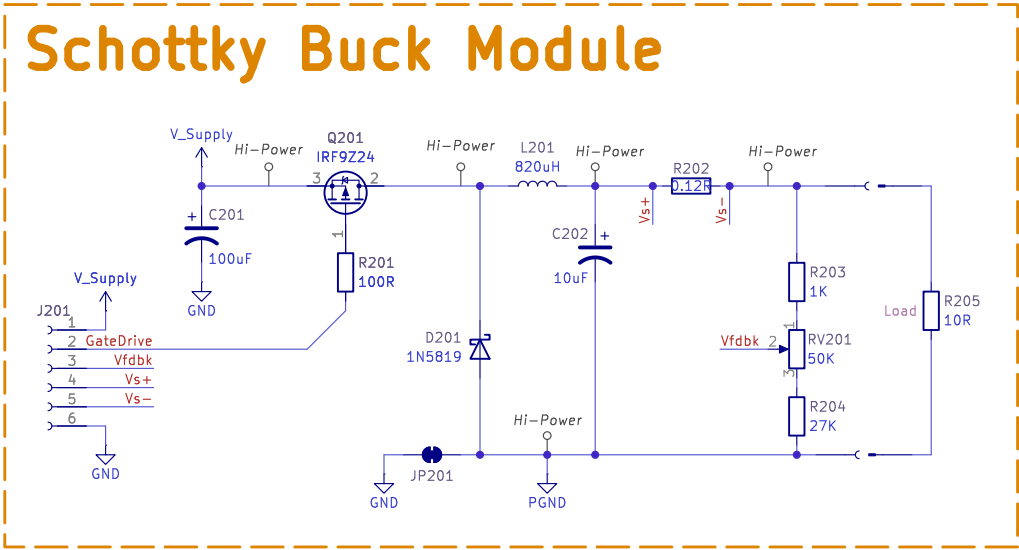 Schottky Buck Module
V_Supply
Hi-Power
Q201
IRF9Z24
3
2
1
Hi-Power
L201
820uH
Hi-Power
R202
0.12R
Hi-Power
Vs+
Vs-
+
C201
100uF
GND
R201
100R
C202
+
10uF
R203
1K
V_Supply
J201
1
2
GateDrive
3
Vfdbk
4
Vs+
5
Vs-
6
GND
D201
1N5819
Vfdbk
2
1
RV201
50K
3
Load
R205
10R
R204
27K
Hi-Power
JP201
GND
PGND